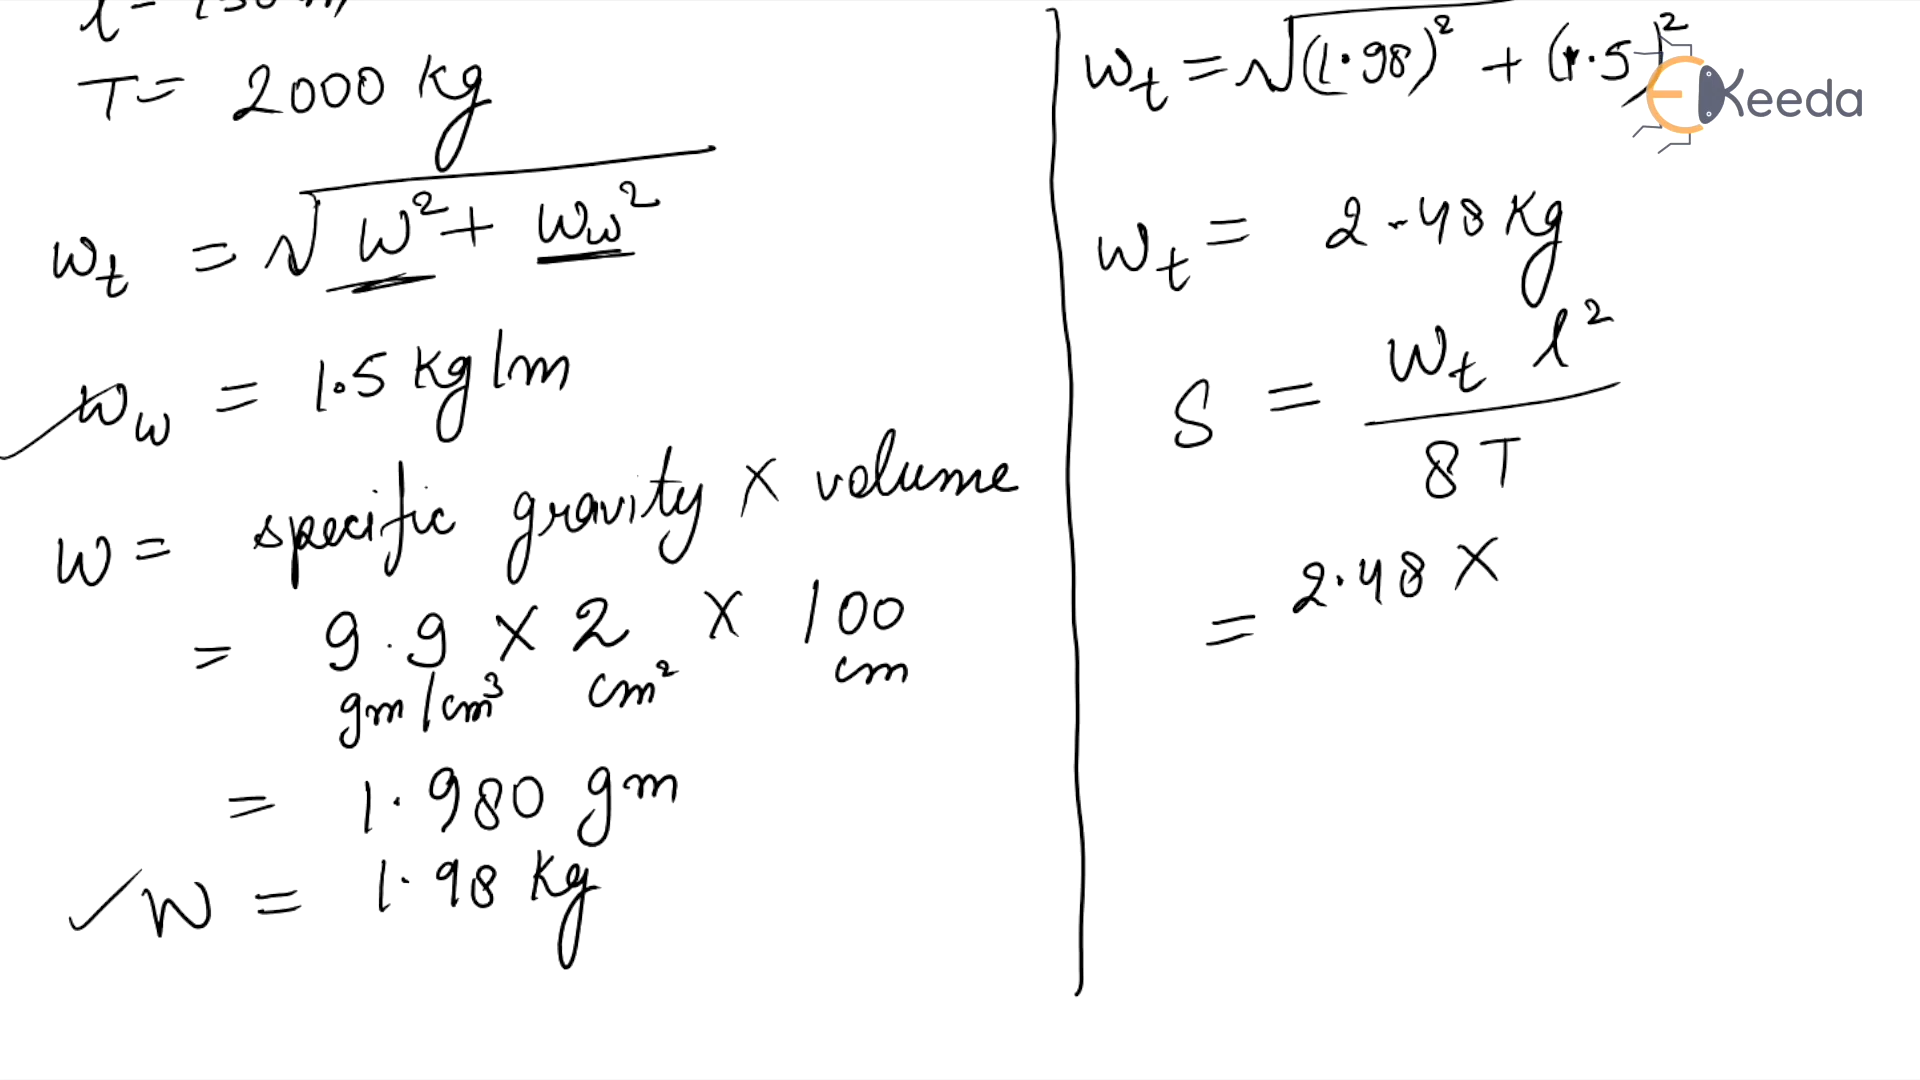 T = 2000 kg
wt = √w² + ww²
ww = 1.5 kg/m
w = specific gravity × volume
= 9.9 × 2 × 100
gm/cm³ cm² cm
= 1.980 gm
w = 1.98 kg
wt = √(1.98)² + (1.5)²
Keeda
wt = 2.48 kg
S = wt l²
8T
= 2.48 ×